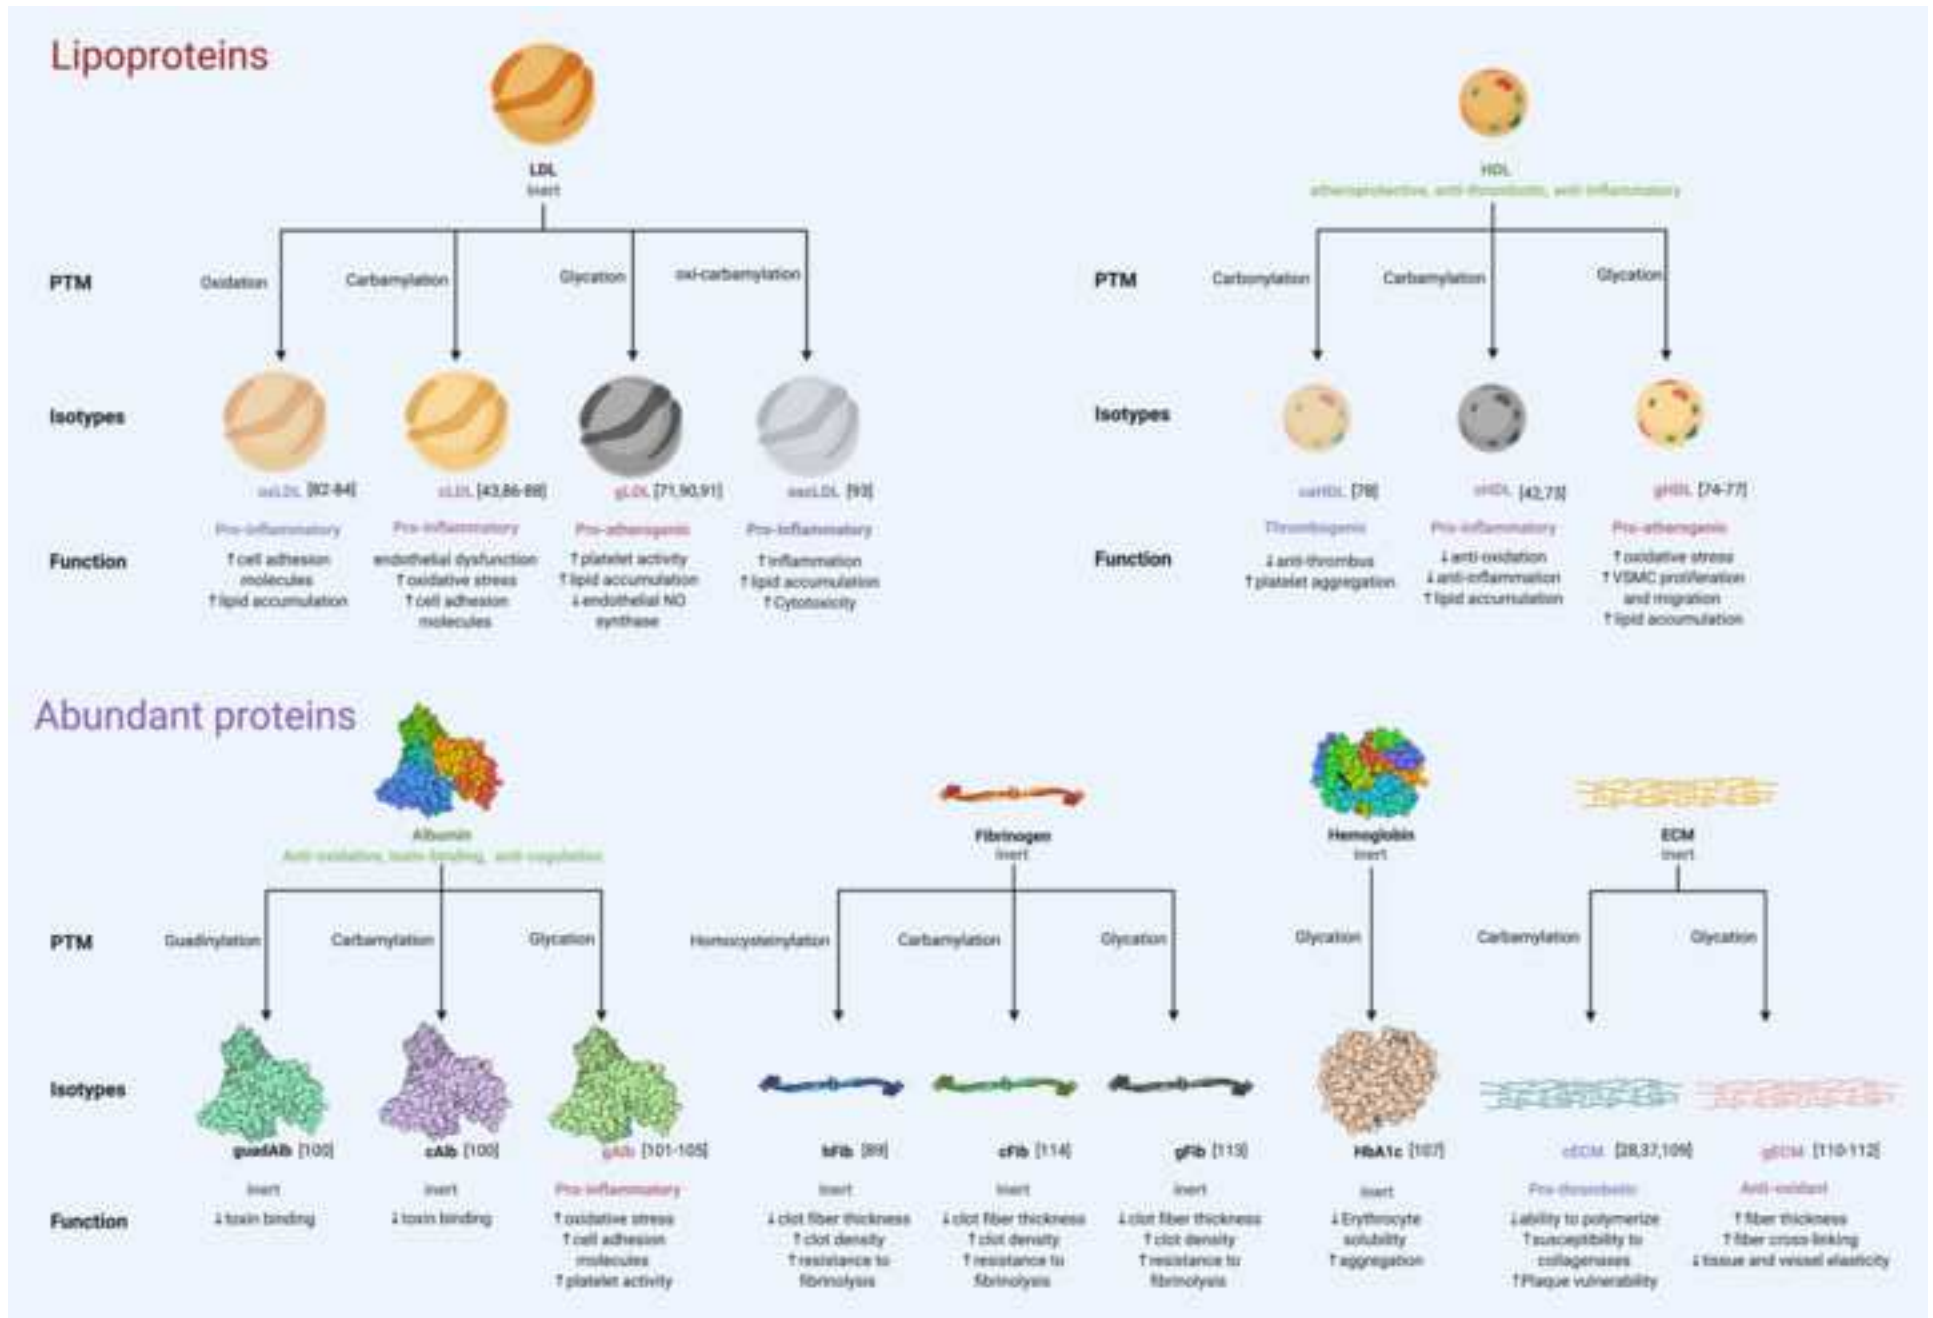 Lipoproteins
LDL
Inert
HDL
atheroprotective, anti-thrombotic, anti-inflammatory
PTM
Oxidation
Carbamylation
Glycation
oxi-carbamylation
PTM
Carbonylation
Carbamylation
Glycation
Isotypes
Isotypes
oxLDL [82-84]
cLDL [43,86-88]
gLDL [71,90,91]
oxcLDL [93]
carHDL [78]
cHDL [42,73]
gHDL [74-77]
Function
Pro-inflammatory
↑cell adhesion
molecules
↑lipid accumulation
Pro-inflammatory
endothelial dysfunction
↑oxidative stress
↑cell adhesion
molecules
Pro-atherogenic
↑platelet activity
↑lipid accumulation
↓endothelial NO
synthase
Pro-inflammatory
↑inflammation
↑lipid accumulation
↑Cytotoxicity
Function
Thrombogenic
↓anti-thrombus
↑platelet aggregation
Pro-inflammatory
↓anti-oxidation
↓anti-inflammation
↑lipid accumulation
Pro-atherogenic
↑oxidative stress
↑VSMC proliferation
and migration
↑lipid accumulation
Abundant proteins
Albumin
Anti-oxidative, toxin-binding, anti-coagulation
Fibrinogen
Inert
Hemoglobin
Inert
ECM
Inert
PTM
Guadinylation
Carbamylation
Glycation
Homocysteinylation
Carbamylation
Glycation
Glycation
Carbamylation
Glycation
Isotypes
guadAlb [100]
cAlb [100]
gAlb [101-105]
hFib [89]
cFib [114]
gFib [113]
HbA1c [107]
cECM [28,37,109]
gECM [110-112]
Function
Inert
↓toxin binding
Inert
↓toxin binding
Pro-inflammatory
↑oxidative stress
↑cell adhesion
molecules
↑platelet activity
Inert
↓clot fiber thickness
↑clot density
↑resistance to
fibrinolysis
Inert
↓clot fiber thickness
↑clot density
↑resistance to
fibrinolysis
Inert
↓clot fiber thickness
↑clot density
↑resistance to
fibrinolysis
Inert
↓Erythrocyte
solubility
↑aggregation
Pro-thrombotic
↓ability to polymerize
↑susceptibility to
collagenases
↑Plaque vulnerability
Anti-oxidant
↑fiber thickness
↑fiber cross-linking
↓tissue and vessel elasticity